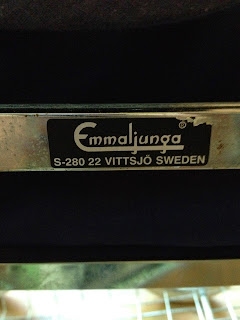 Emmaljunga ©
S-280 22 VITTSJÖ SWEDEN